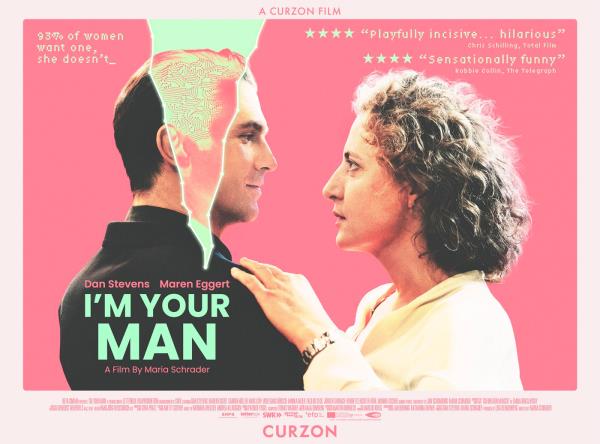 A CURZON FILM
93% of women
want one,
she doesn't_
★★★★ “Playfully incisive... hilarious”
Chris Schilling, Total Film
★★★★ “Sensationally funny”
Robbie Collin, The Telegraph
Dan Stevens Maren Eggert
I'M YOUR
MAN
A Film By Maria Schrader
CURZON